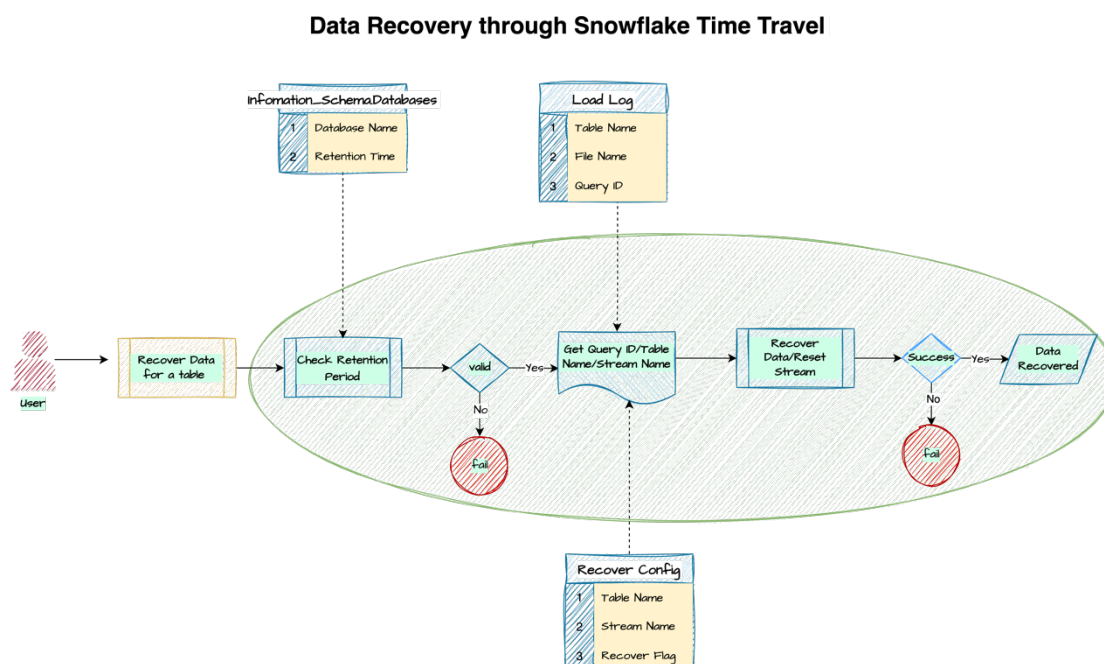 Data Recovery through Snowflake Time Travel
Infomation_Schema.Databases
1 Database Name
2 Retention Time
Load Log
1 Table Name
2 File Name
3 Query ID
User
Recover Data
for a table
Check Retention
Period
valid
Yes
No
fail
Get Query ID/Table
Name/Stream Name
Recover
Data/Reset
Stream
Success
Yes
No
fail
Data
Recovered
Recover Config
1 Table Name
2 Stream Name
3 Recover Flag